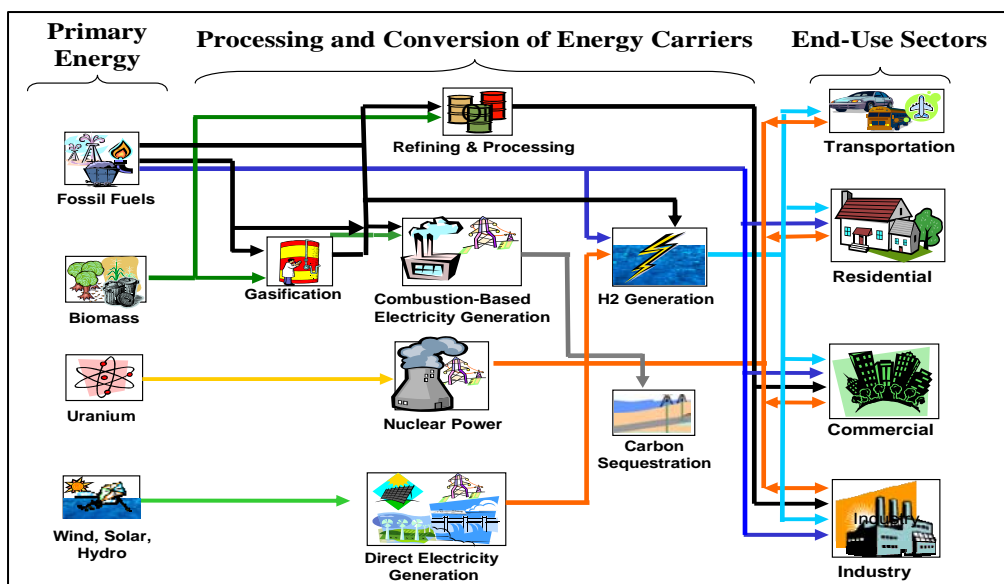 Primary
Energy
Processing and Conversion of Energy Carriers
End-Use Sectors
OIL
Refining & Processing
Transportation
Fossil Fuels
Residential
Gasification
Combustion-Based
Electricity Generation
H2 Generation
Biomass
Uranium
Nuclear Power
Carbon
Sequestration
Commercial
Wind, Solar,
Hydro
Direct Electricity
Generation
Industry
Industry